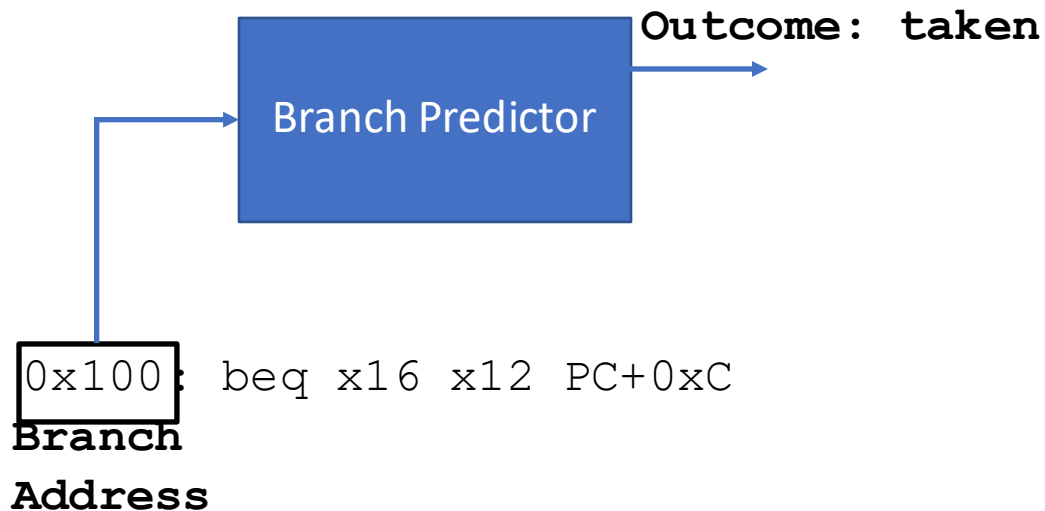 Outcome: taken
Branch Predictor
0x100: beq x16 x12 PC+0xC
Branch
Address